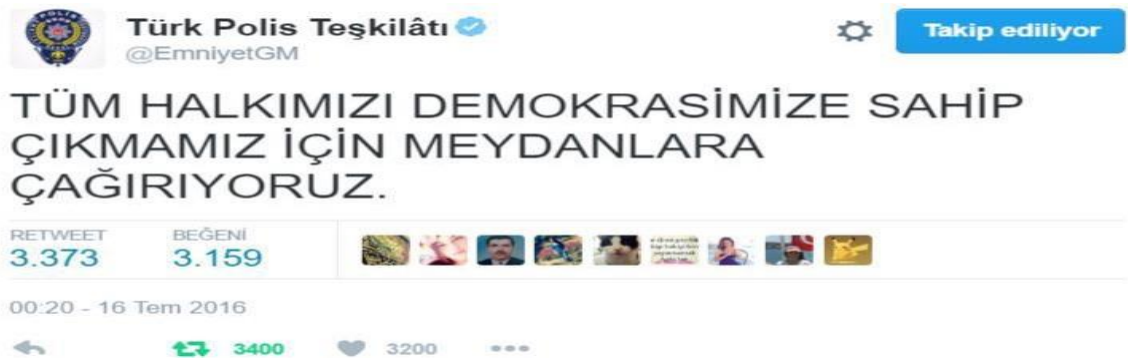 Türk Polis Teşkilâtı
@EmniyetGM
Takip ediliyor
TÜM HALKIMIZI DEMOKRASİMİZE SAHİP
ÇIKMAMIZ İÇİN MEYDANLARA
ÇAĞIRIYORUZ.
RETWEET BEĞENİ
3.373 3.159
00:20 - 16 Tem 2016
3400 3200